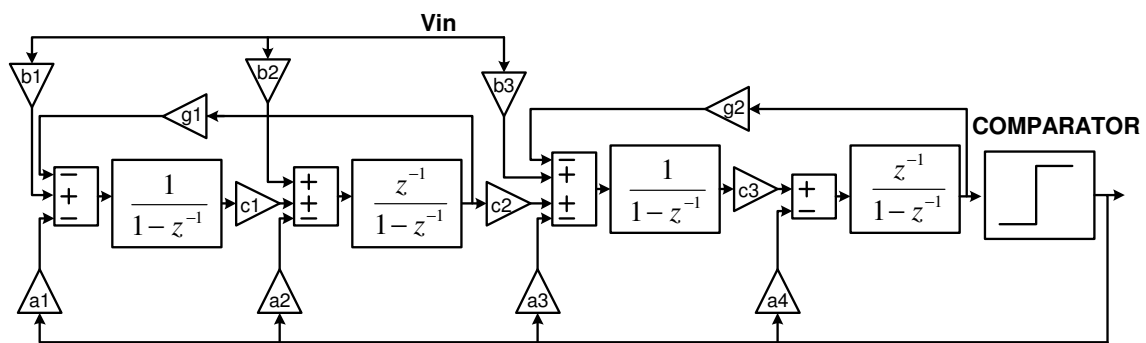 Vin
b1
b2
b3
g1
g2
COMPARATOR
−
+
−
1
1 − z⁻¹
c1
+
+
−
z⁻¹
1 − z⁻¹
c2
−
+
+
−
1
1 − z⁻¹
c3
+
−
z⁻¹
1 − z⁻¹
a1
a2
a3
a4